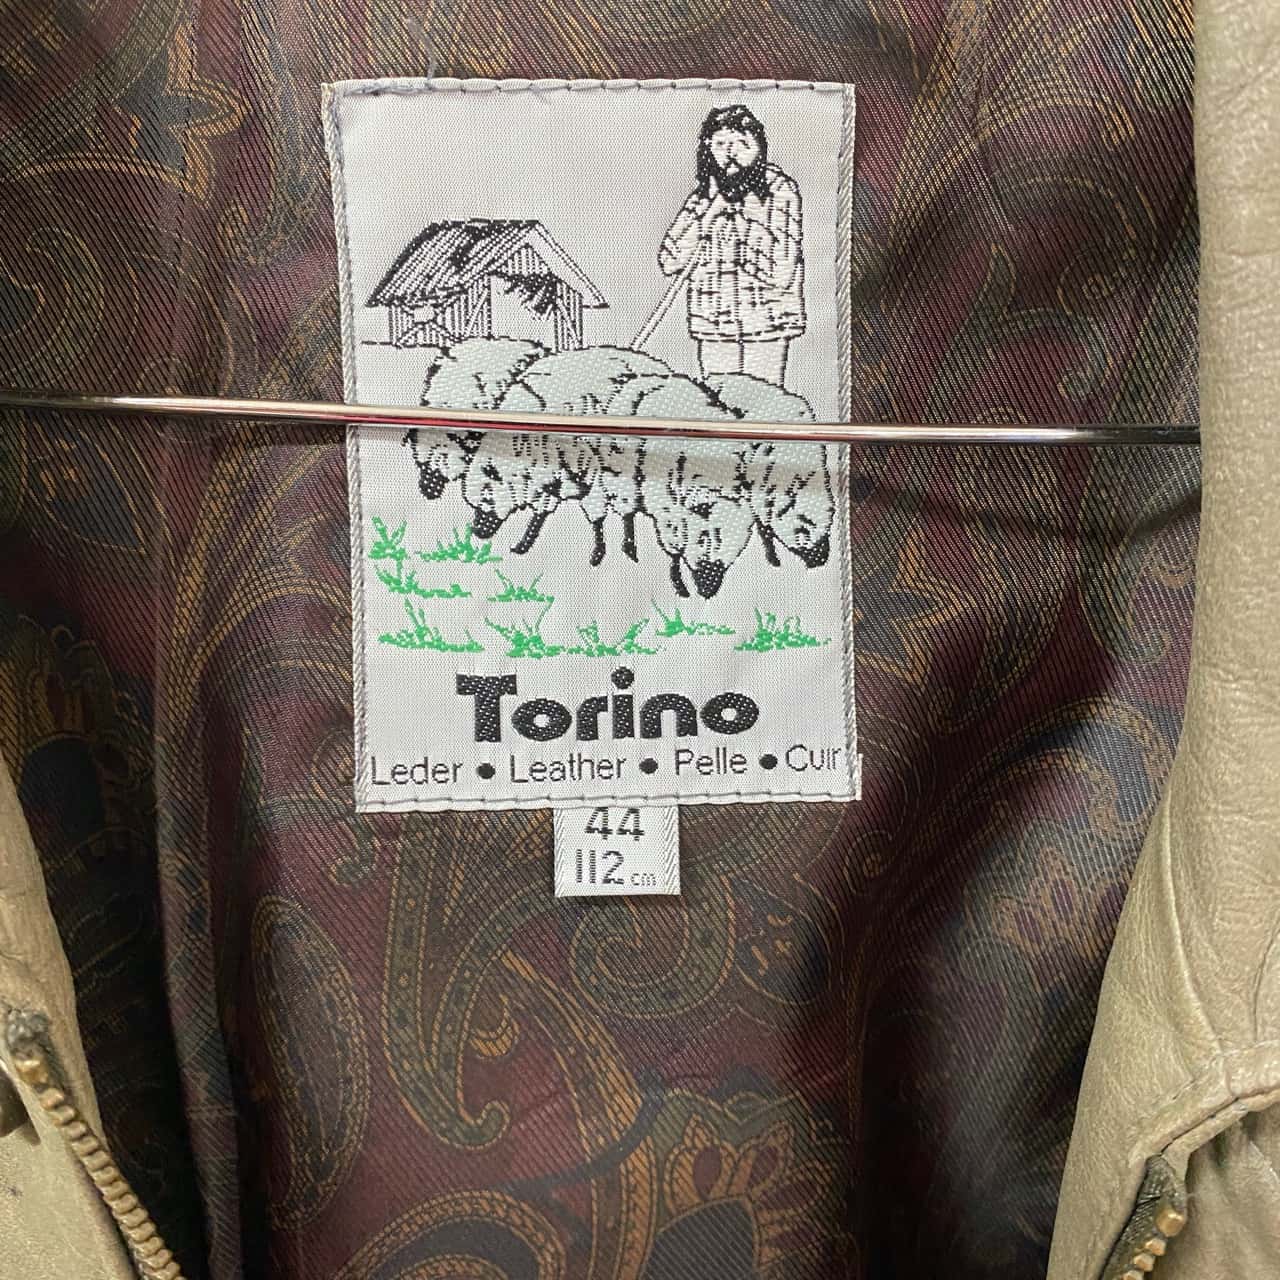 Torino
Leder • Leather • Pelle • Cuir
44
112 cm